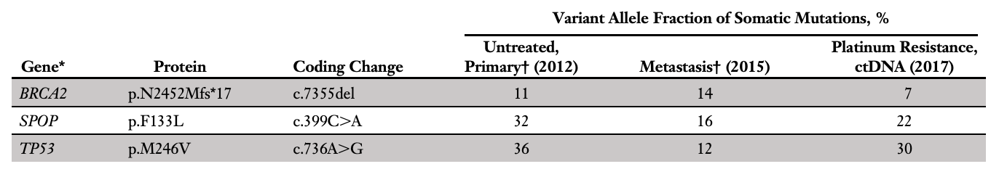 Variant Allele Fraction of Somatic Mutations, %
Untreated, Platinum Resistance,
Gene* Protein Coding Change Primary† (2012) Metastasis† (2015) ctDNA (2017)
BRCA2 p.N2452Mfs*17 c.7355del 11 14 7
SPOP p.F133L c.399C>A 32 16 22
TP53 p.M246V c.736A>G 36 12 30